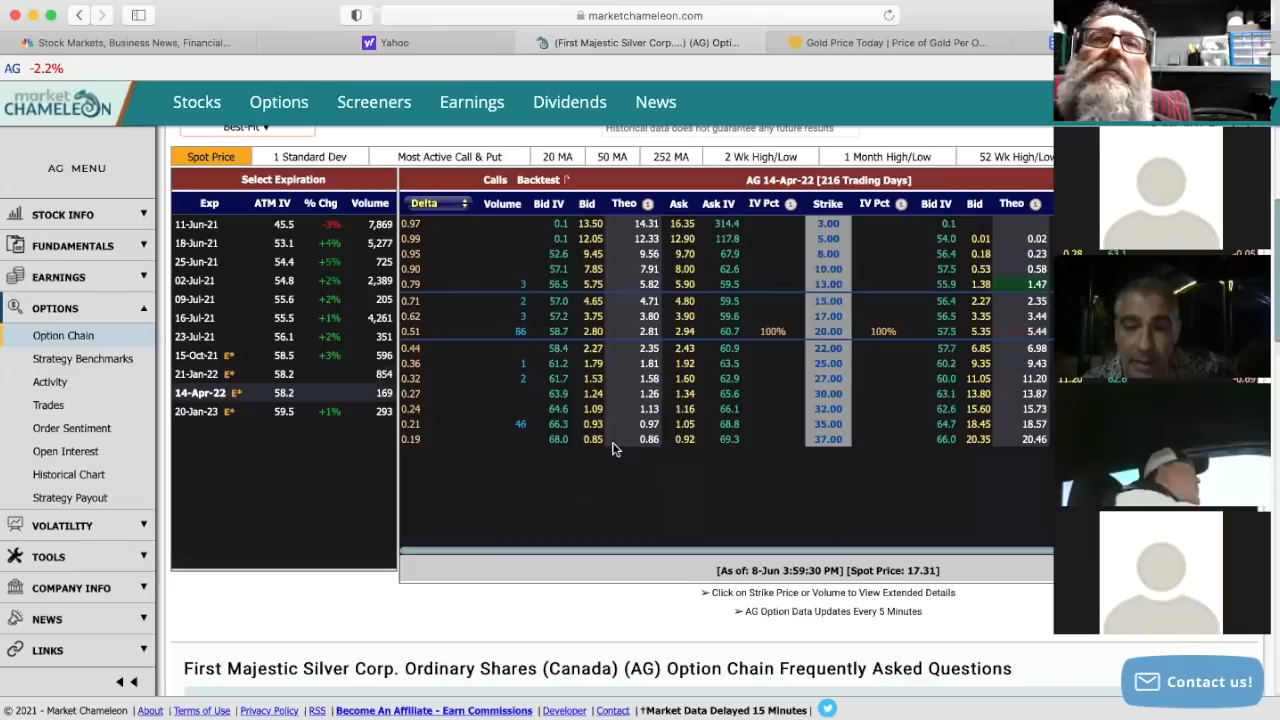 marketchameleon.com
Stock Markets, Business News, Financial...
Yahoo
(First Majestic Silver Corp....) (AG) Opti...
Gold Price Today | Price of Gold Per O...
AG -2.2%
market CHAMELEON
Stocks Options Screeners Earnings Dividends News
Best-Fit ▾
Historical data does not guarantee any future results
Spot Price 1 Standard Dev Most Active Call & Put 20 MA 50 MA 252 MA 2 Wk High/Low 1 Month High/Low 52 Wk High/Low
AG MENU
STOCK INFO
FUNDAMENTALS
EARNINGS
OPTIONS
Option Chain
Strategy Benchmarks
Activity
Trades
Order Sentiment
Open Interest
Historical Chart
Strategy Payout
VOLATILITY
TOOLS
COMPANY INFO
NEWS
LINKS
Select Expiration
Exp ATM IV % Chg Volume
11-Jun-21 45.5 -3% 7,869
18-Jun-21 53.1 +4% 5,277
25-Jun-21 54.4 +5% 725
02-Jul-21 54.8 +2% 889
09-Jul-21 55.6 +2% 205
16-Jul-21 55.5 +1% 4,261
23-Jul-21 56.1 +2% 351
15-Oct-21 E* 58.5 +3% 596
21-Jan-22 E* 58.2 854
14-Apr-22 E* 58.2 169
20-Jan-23 E* 59.5 +1% 293
Calls Backtest AG 14-Apr-22 [216 Trading Days]
Delta Volume Bid IV Bid Theo Ask Ask IV IV Pct Strike IV Pct Bid IV Bid Theo
0.97 0.1 13.50 14.31 16.35 314.4 3.00 0.1
0.99 0.1 12.05 12.33 12.90 117.8 5.00 54.0 0.01 0.02
0.95 52.6 9.45 9.56 9.70 67.9 8.00 56.4 0.18 0.23
0.90 57.1 7.85 7.91 8.00 62.6 10.00 57.5 0.53 0.58
0.79 3 56.5 5.75 5.82 5.90 59.5 13.00 55.9 1.38 1.47
0.71 2 57.0 4.65 4.71 4.80 59.5 15.00 56.4 2.27 2.35
0.62 3 57.2 3.75 3.80 3.90 59.6 17.00 56.5 3.35 3.44
0.51 86 58.7 2.80 2.81 2.94 60.7 100% 20.00 100% 57.5 5.35 5.44
0.44 58.4 2.27 2.35 2.43 60.9 22.00 57.7 6.85 6.98
0.36 1 61.2 1.79 1.81 1.92 63.5 25.00 60.2 9.35 9.43
0.32 2 61.7 1.53 1.58 1.60 62.9 27.00 60.0 11.05 11.20
0.27 63.9 1.24 1.26 1.34 65.6 30.00 63.1 13.80 13.87
0.24 64.6 1.09 1.13 1.16 66.1 32.00 62.6 15.60 15.73
0.21 46 66.3 0.93 0.97 1.05 68.8 35.00 64.7 18.45 18.57
0.19 68.0 0.85 0.86 0.92 69.3 37.00 66.0 20.35 20.46
[As of: 8-Jun 3:59:30 PM] [Spot Price: 17.31]
➢ Click on Strike Price or Volume to View Extended Details
➢ AG Option Data Updates Every 5 Minutes
First Majestic Silver Corp. Ordinary Shares (Canada) (AG) Option Chain Frequently Asked Questions
Contact us!
© 2021 - Market Chameleon | About | Terms of Use | Privacy Policy | RSS | Become An Affiliate - Earn Commissions | Developer | Contact | †Market Data Delayed 15 Minutes |